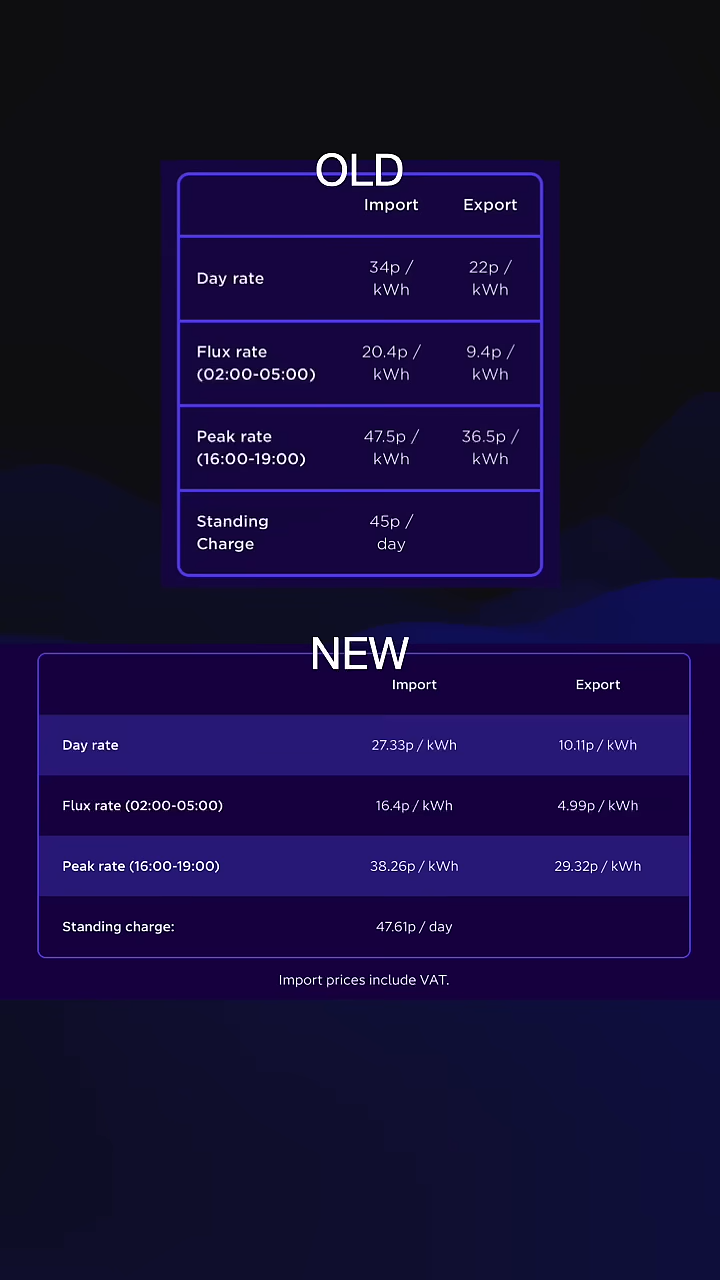 OLD
Import Export
Day rate 34p / kWh 22p / kWh
Flux rate (02:00-05:00) 20.4p / kWh 9.4p / kWh
Peak rate (16:00-19:00) 47.5p / kWh 36.5p / kWh
Standing Charge 45p / day
NEW
Import Export
Day rate 27.33p / kWh 10.11p / kWh
Flux rate (02:00-05:00) 16.4p / kWh 4.99p / kWh
Peak rate (16:00-19:00) 38.26p / kWh 29.32p / kWh
Standing charge: 47.61p / day
Import prices include VAT.